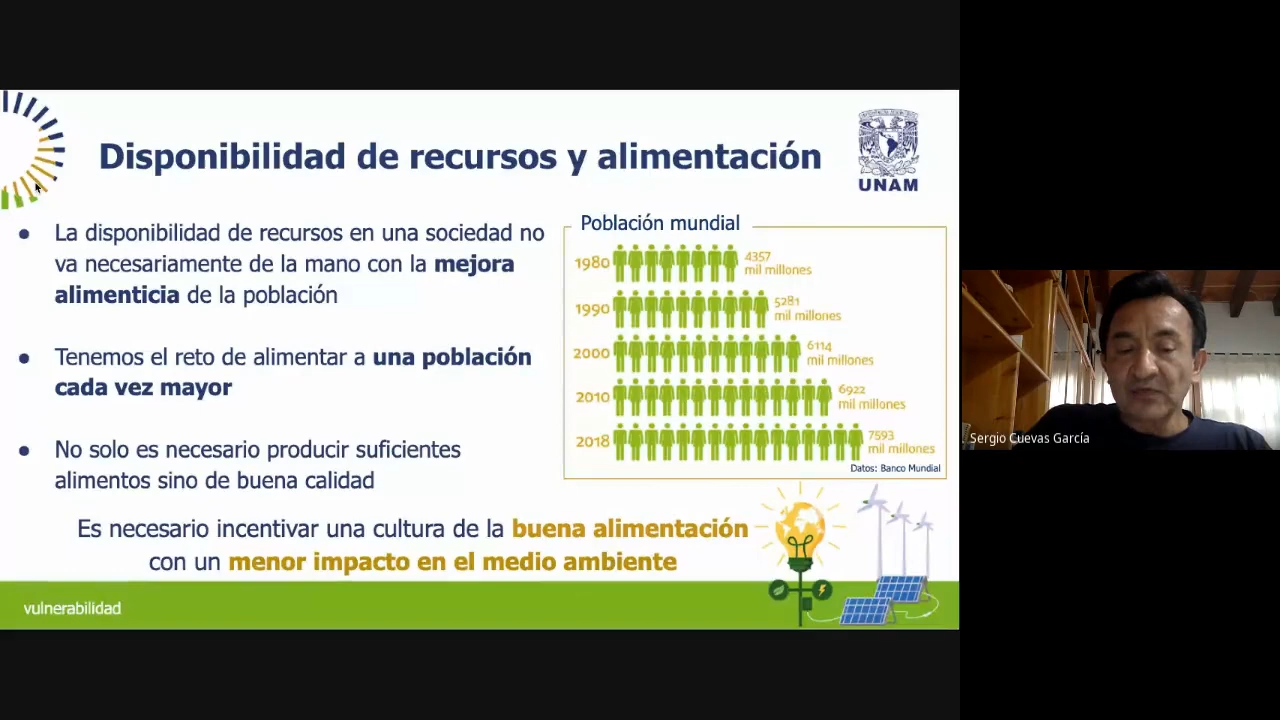 Disponibilidad de recursos y alimentación
UNAM
● La disponibilidad de recursos en una sociedad no
va necesariamente de la mano con la mejora
alimenticia de la población
● Tenemos el reto de alimentar a una población
cada vez mayor
● No solo es necesario producir suficientes
alimentos sino de buena calidad
Población mundial
1980 4357
mil millones
1990 5281
mil millones
2000 6114
mil millones
2010 6922
mil millones
2018 7593
mil millones
Datos: Banco Mundial
Es necesario incentivar una cultura de la buena alimentación
con un menor impacto en el medio ambiente
vulnerabilidad
Sergio Cuevas García